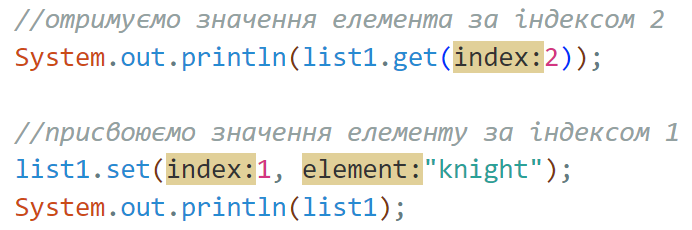 //отримуємо значення елемента за індексом 2
System.out.println(list1.get(index:2));
//присвоюємо значення елементу за індексом 1
list1.set(index:1, element:"knight");
System.out.println(list1);